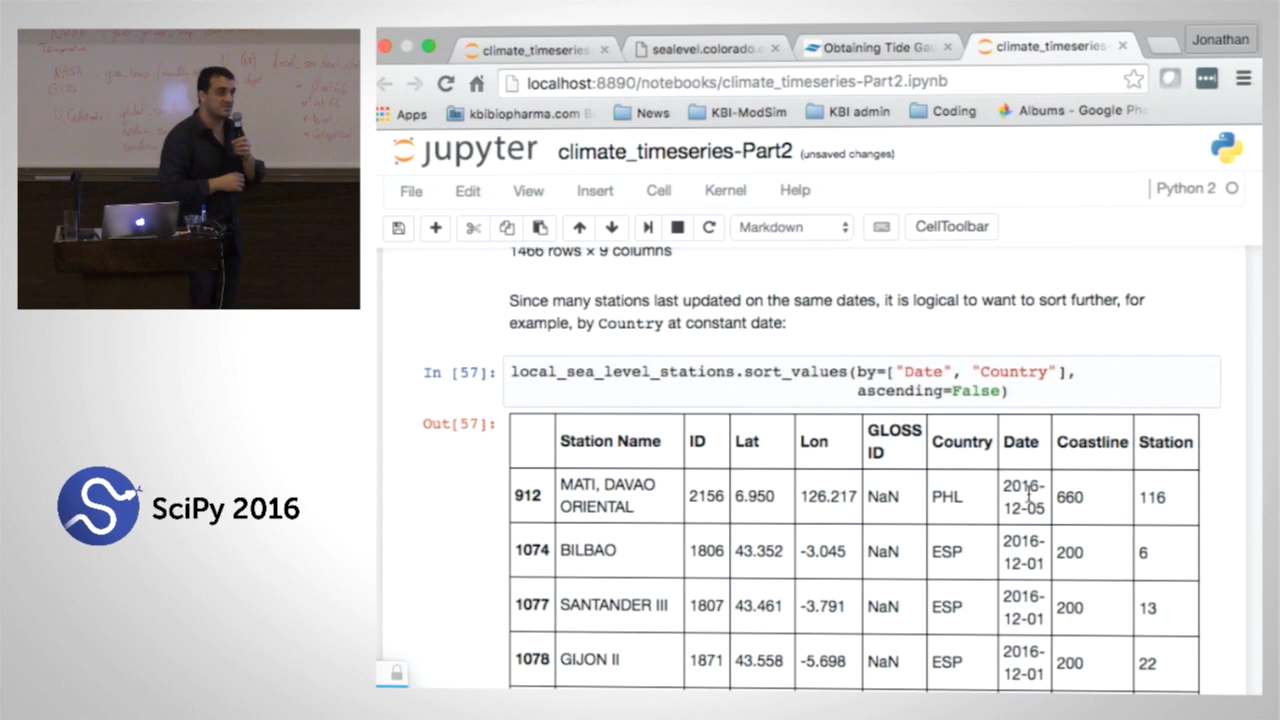 climate_timeseries
sealevel.colorado.e
Obtaining Tide Gau
climate_timeseries-
Jonathan
localhost:8890/notebooks/climate_timeseries-Part2.ipynb
Apps
kbibiopharma.com
News
KBI-ModSim
KBI admin
Coding
Albums - Google Pho
jupyter climate_timeseries-Part2 (unsaved changes)
File Edit View Insert Cell Kernel Help
Python 2
Markdown
CellToolbar
1466 rows × 9 columns
Since many stations last updated on the same dates, it is logical to want to sort further, for
example, by Country at constant date:
In [57]: local_sea_level_stations.sort_values(by=["Date", "Country"],
ascending=False)
Out[57]:
Station Name ID Lat Lon GLOSS ID Country Date Coastline Station
912 MATI, DAVAO ORIENTAL 2156 6.950 126.217 NaN PHL 2016-12-05 660 116
1074 BILBAO 1806 43.352 -3.045 NaN ESP 2016-12-01 200 6
1077 SANTANDER III 1807 43.461 -3.791 NaN ESP 2016-12-01 200 13
1078 GIJON II 1871 43.558 -5.698 NaN ESP 2016-12-01 200 22
SciPy 2016